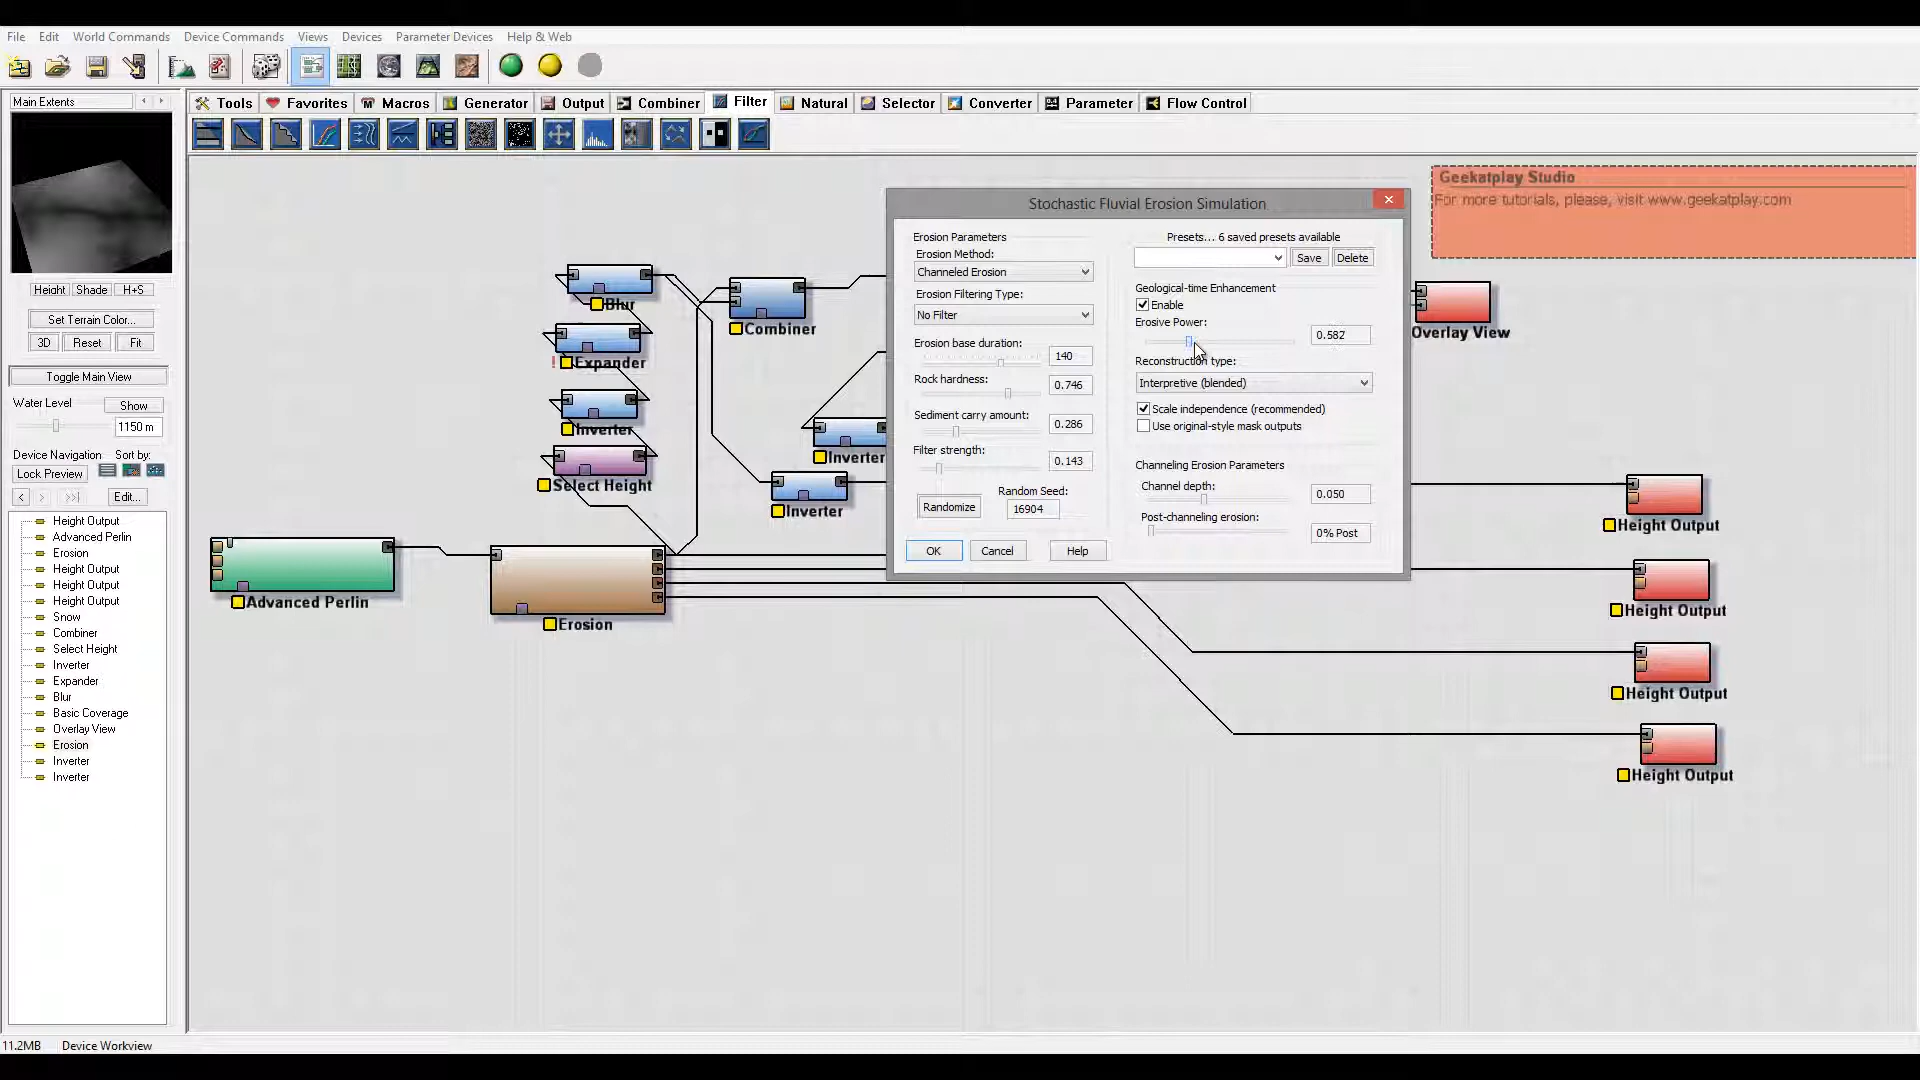 File Edit World Commands Device Commands Views Devices Parameter Devices Help & Web
Main Extents
Tools Favorites Macros Generator Output Combiner Filter Natural Selector Converter Parameter Flow Control
Height Shade H+S
Set Terrain Color...
3D Reset Fit
Toggle Main View
Water Level Show
1150 m
Device Navigation: Sort by:
Lock Preview
Edit...
Height Output
Advanced Perlin
Erosion
Height Output
Height Output
Height Output
Snow
Combiner
Select Height
Inverter
Expander
Blur
Basic Coverage
Overlay View
Erosion
Inverter
Inverter
Geekatplay Studio
For more tutorials, please, visit www.geekatplay.com
Blur
! Expander
Inverter
Select Height
Combiner
Inverter
Inverter
Advanced Perlin
Erosion
Overlay View
Height Output
Height Output
Height Output
Height Output
Stochastic Fluvial Erosion Simulation
Erosion Parameters
Erosion Method:
Channeled Erosion
Erosion Filtering Type:
No Filter
Erosion base duration:
140
Rock hardness:
0.746
Sediment carry amount:
0.286
Filter strength:
0.143
Randomize
Random Seed:
16904
OK Cancel Help
Presets... 6 saved presets available
Save Delete
Geological-time Enhancement
Enable
Erosive Power:
0.582
Reconstruction type:
Interpretive (blended)
Scale independence (recommended)
Use original-style mask outputs
Channeling Erosion Parameters
Channel depth:
0.050
Post-channeling erosion:
0% Post
11.2MB Device Workview